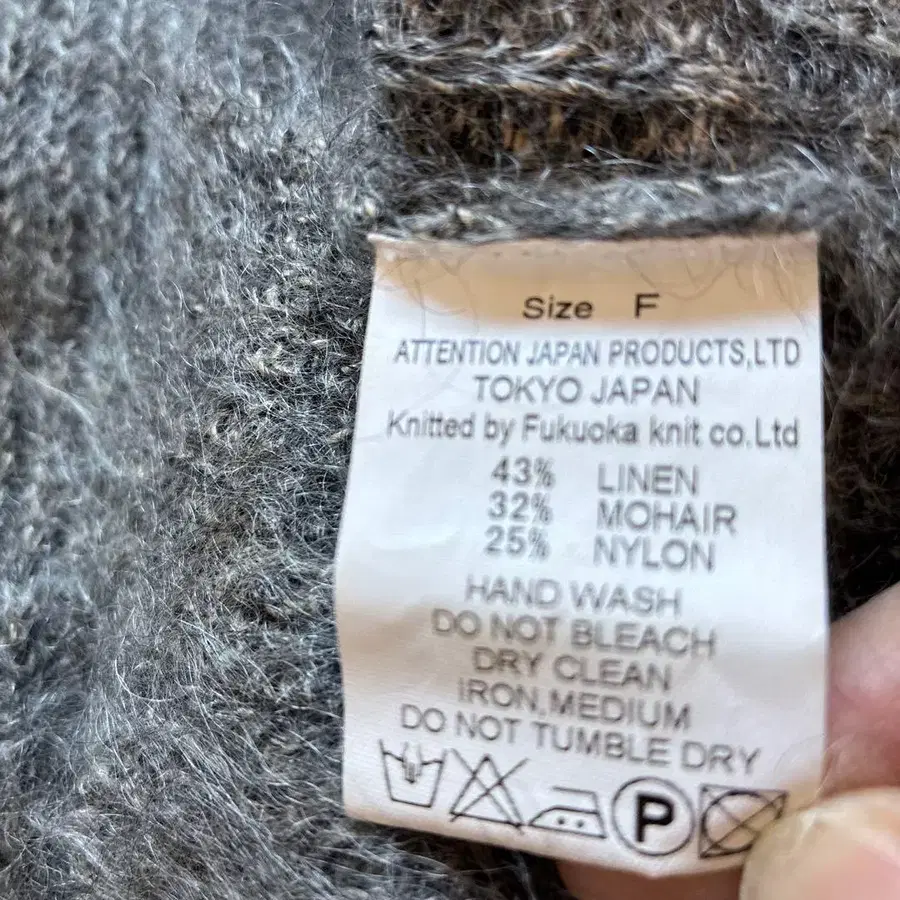 Size F
ATTENTION JAPAN PRODUCTS,LTD
TOKYO JAPAN
Knitted by Fukuoka knit co.Ltd
43% LINEN
32% MOHAIR
25% NYLON
HAND WASH
DO NOT BLEACH
DRY CLEAN
IRON,MEDIUM
DO NOT TUMBLE DRY
P